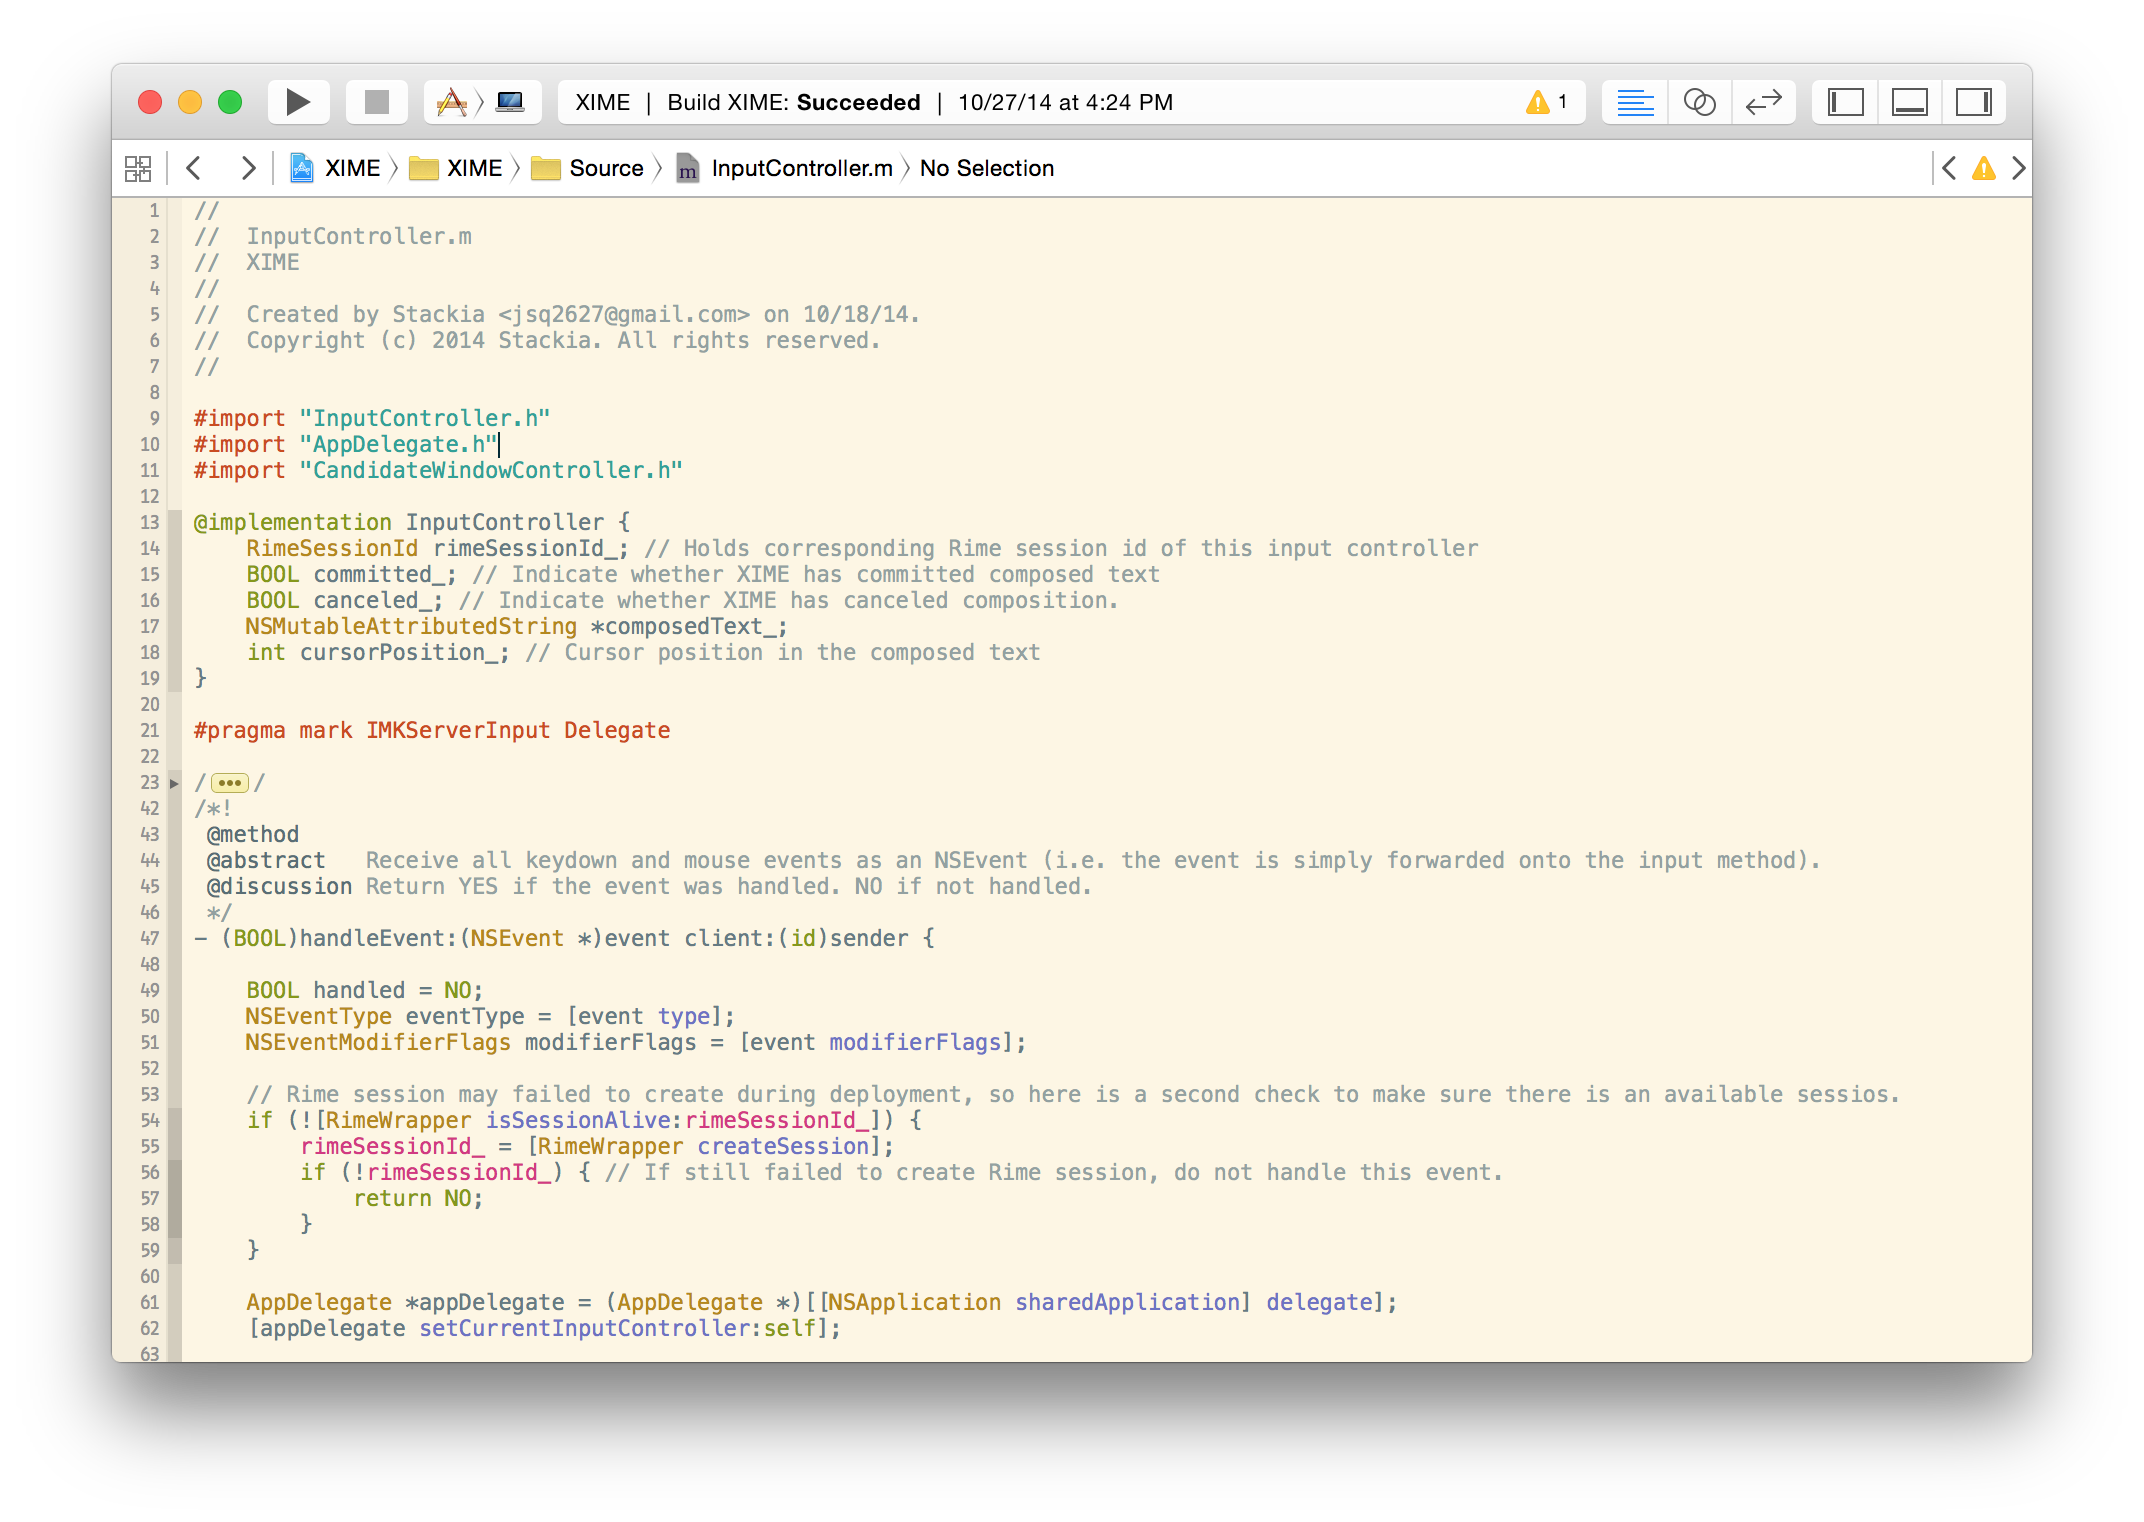 XIME | Build XIME: Succeeded | 10/27/14 at 4:24 PM 1
XIME XIME Source m InputController.m No Selection
1 //
2 //  InputController.m
3 //  XIME
4 //
5 //  Created by Stackia <jsq2627@gmail.com> on 10/18/14.
6 //  Copyright (c) 2014 Stackia. All rights reserved.
7 //
8
9 #import "InputController.h"
10 #import "AppDelegate.h"
11 #import "CandidateWindowController.h"
12
13 @implementation InputController {
14     RimeSessionId rimeSessionId_; // Holds corresponding Rime session id of this input controller
15     BOOL committed_; // Indicate whether XIME has committed composed text
16     BOOL canceled_; // Indicate whether XIME has canceled composition.
17     NSMutableAttributedString *composedText_;
18     int cursorPosition_; // Cursor position in the composed text
19 }
20
21 #pragma mark IMKServerInput Delegate
22
23 /•••/
42 /*!
43  @method
44  @abstract   Receive all keydown and mouse events as an NSEvent (i.e. the event is simply forwarded onto the input method).
45  @discussion Return YES if the event was handled. NO if not handled.
46  */
47 - (BOOL)handleEvent:(NSEvent *)event client:(id)sender {
48
49     BOOL handled = NO;
50     NSEventType eventType = [event type];
51     NSEventModifierFlags modifierFlags = [event modifierFlags];
52
53     // Rime session may failed to create during deployment, so here is a second check to make sure there is an available sessios.
54     if (![RimeWrapper isSessionAlive:rimeSessionId_]) {
55         rimeSessionId_ = [RimeWrapper createSession];
56         if (!rimeSessionId_) { // If still failed to create Rime session, do not handle this event.
57             return NO;
58         }
59     }
60
61     AppDelegate *appDelegate = (AppDelegate *)[[NSApplication sharedApplication] delegate];
62     [appDelegate setCurrentInputController:self];
63